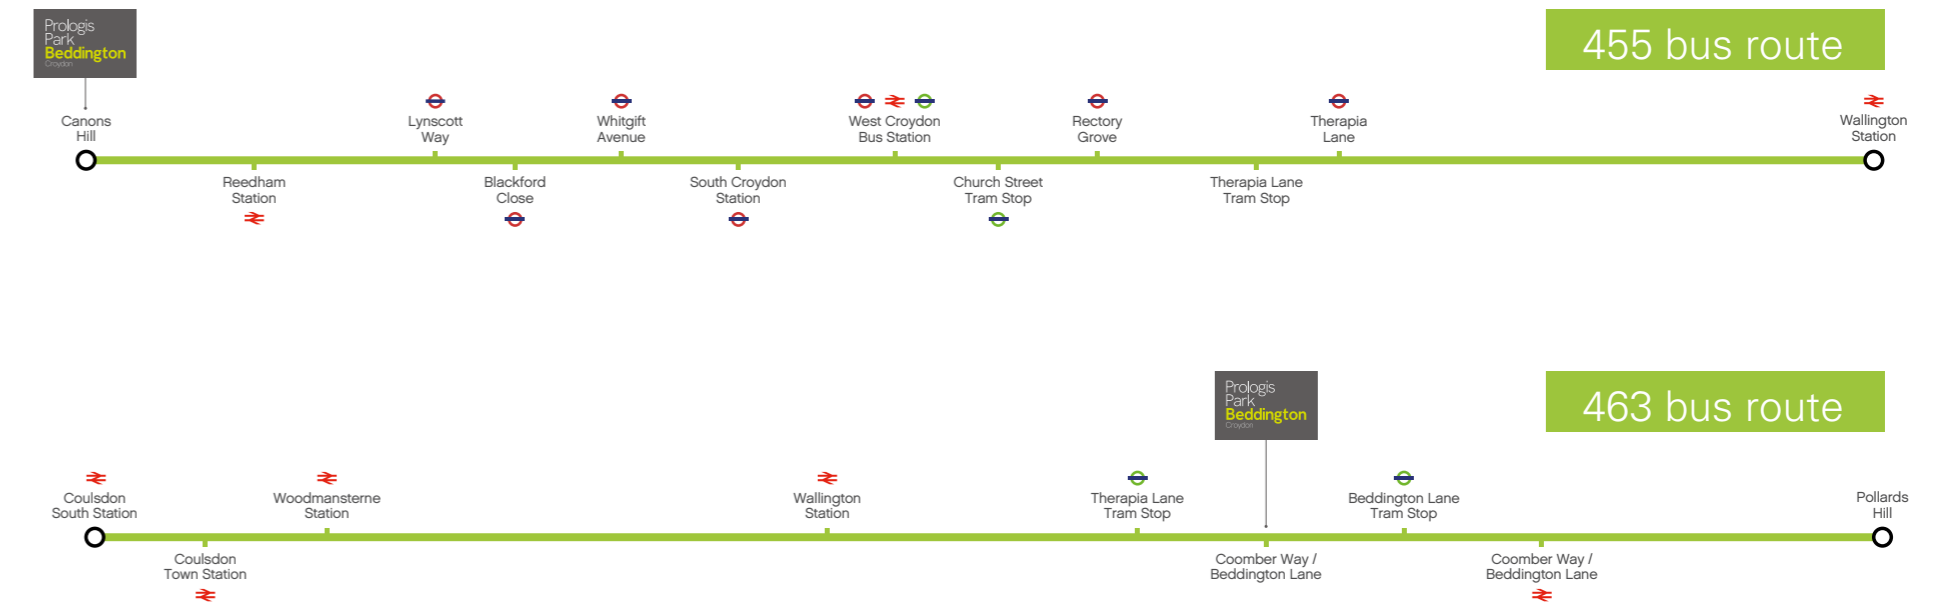 Prologis
Park
Beddington
Croydon
455 bus route
Canons
Hill
Lynscott
Way
Whitgift
Avenue
West Croydon
Bus Station
Rectory
Grove
Therapia
Lane
Wallington
Station
Reedham
Station
Blackford
Close
South Croydon
Station
Church Street
Tram Stop
Therapia Lane
Tram Stop
Prologis
Park
Beddington
Croydon
463 bus route
Coulsdon
South Station
Woodmansterne
Station
Wallington
Station
Therapia Lane
Tram Stop
Beddington Lane
Tram Stop
Pollards
Hill
Coulsdon
Town Station
Coomber Way /
Beddington Lane
Coomber Way /
Beddington Lane